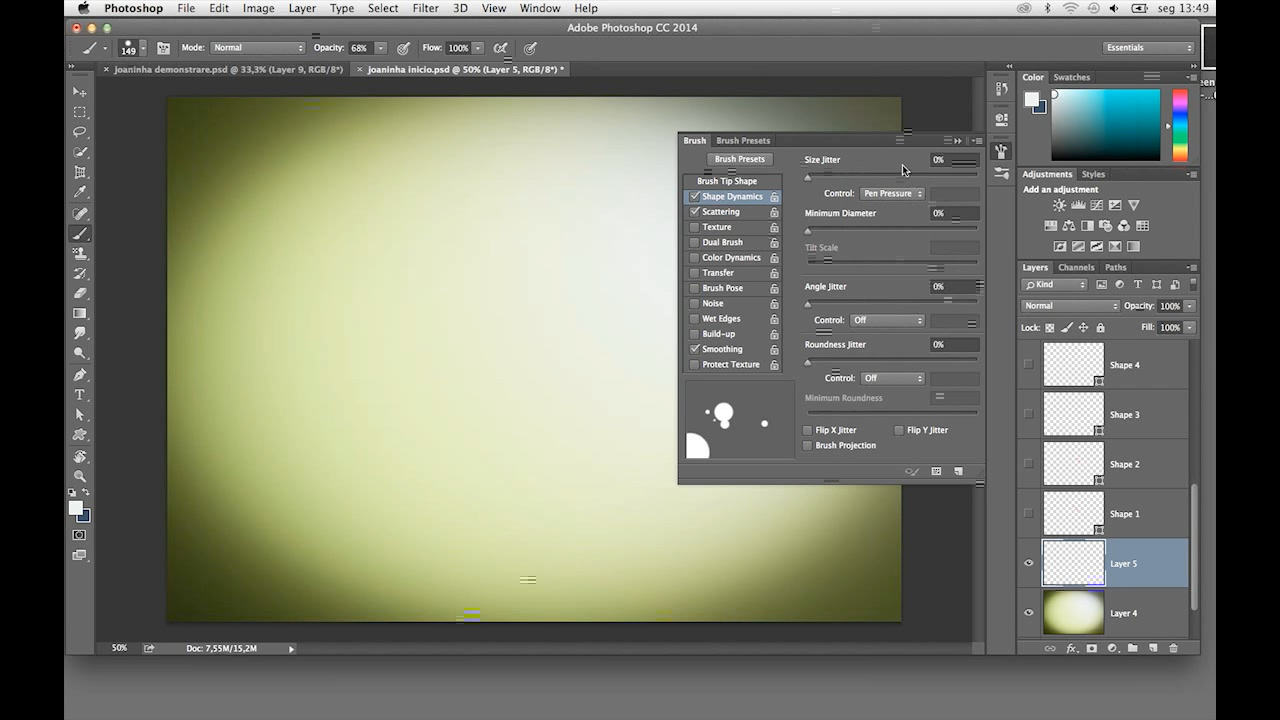 Photoshop File Edit Image Layer Type Select Filter 3D View Window Help seg 13:49
Adobe Photoshop CC 2014
149 Mode: Normal Opacity: 68% Flow: 100% Essentials
× joaninha demonstrare.psd @ 33,3% (Layer 9, RGB/8*) × joaninha inicio.psd @ 50% (Layer 5, RGB/8*) *
Color Swatches
Brush Brush Presets
Brush Presets
Brush Tip Shape
Shape Dynamics
Scattering
Texture
Dual Brush
Color Dynamics
Transfer
Brush Pose
Noise
Wet Edges
Build-up
Smoothing
Protect Texture
Size Jitter 0%
Control: Pen Pressure
Minimum Diameter 0%
Tilt Scale
Angle Jitter 0%
Control: Off
Roundness Jitter 0%
Control: Off
Minimum Roundness
Flip X Jitter Flip Y Jitter
Brush Projection
Adjustments Styles
Add an adjustment
Layers Channels Paths
Kind
Normal Opacity: 100%
Lock: Fill: 100%
Shape 4
Shape 3
Shape 2
Shape 1
Layer 5
Layer 4
fx
50% Doc: 7,55M/15,2M